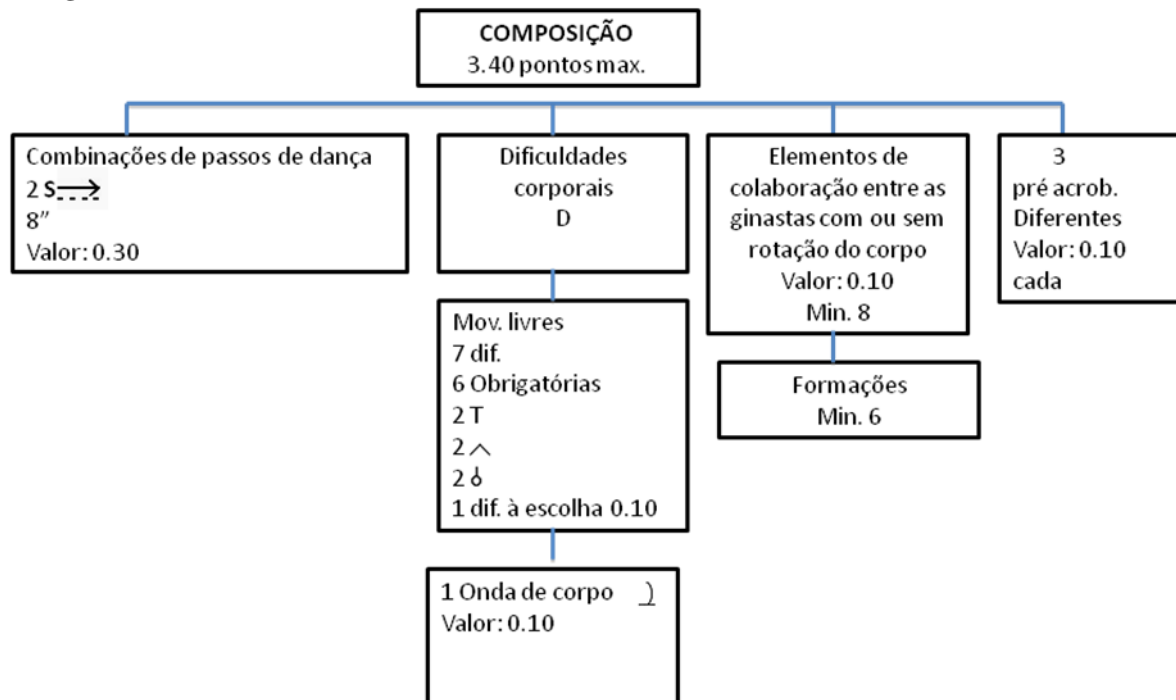 COMPOSIÇÃO
3.40 pontos max.
Combinações de passos de dança
2 S
8"
Valor: 0.30
Dificuldades
corporais
D
Mov. livres
7 dif.
6 Obrigatórias
2 T
2 ︿
2 ♁
1 dif. à escolha 0.10
1 Onda de corpo
Valor: 0.10
Elementos de
colaboração entre as
ginastas com ou sem
rotação do corpo
Valor: 0.10
Min. 8
Formações
Min. 6
3
pré acrob.
Diferentes
Valor: 0.10
cada